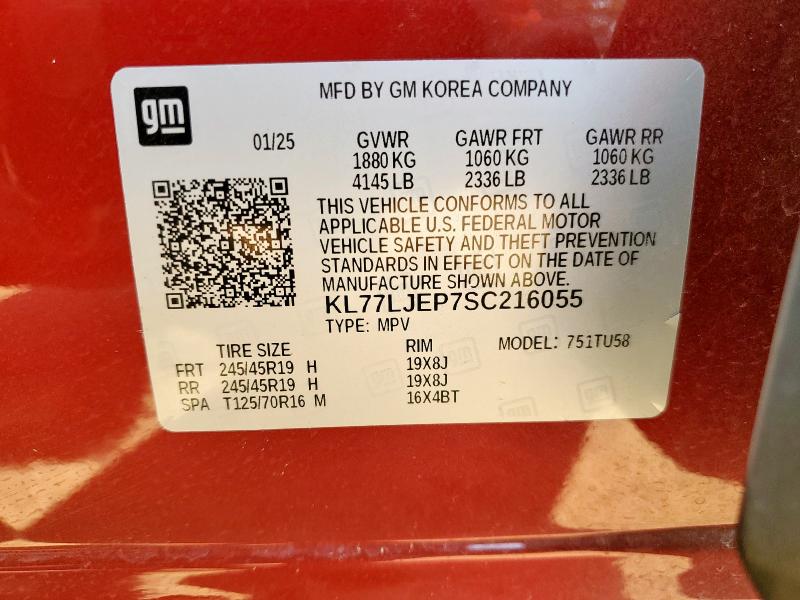 gm
MFD BY GM KOREA COMPANY
01/25 GVWR GAWR FRT GAWR RR
1880 KG 1060 KG 1060 KG
4145 LB 2336 LB 2336 LB
THIS VEHICLE CONFORMS TO ALL
APPLICABLE U.S. FEDERAL MOTOR
VEHICLE SAFETY AND THEFT PREVENTION
STANDARDS IN EFFECT ON THE DATE OF
MANUFACTURE SHOWN ABOVE.
KL77LJEP7SC216055
TYPE: MPV
TIRE SIZE RIM MODEL: 751TU58
FRT 245/45R19 H 19X8J
RR 245/45R19 H 19X8J
SPA T125/70R16 M 16X4BT